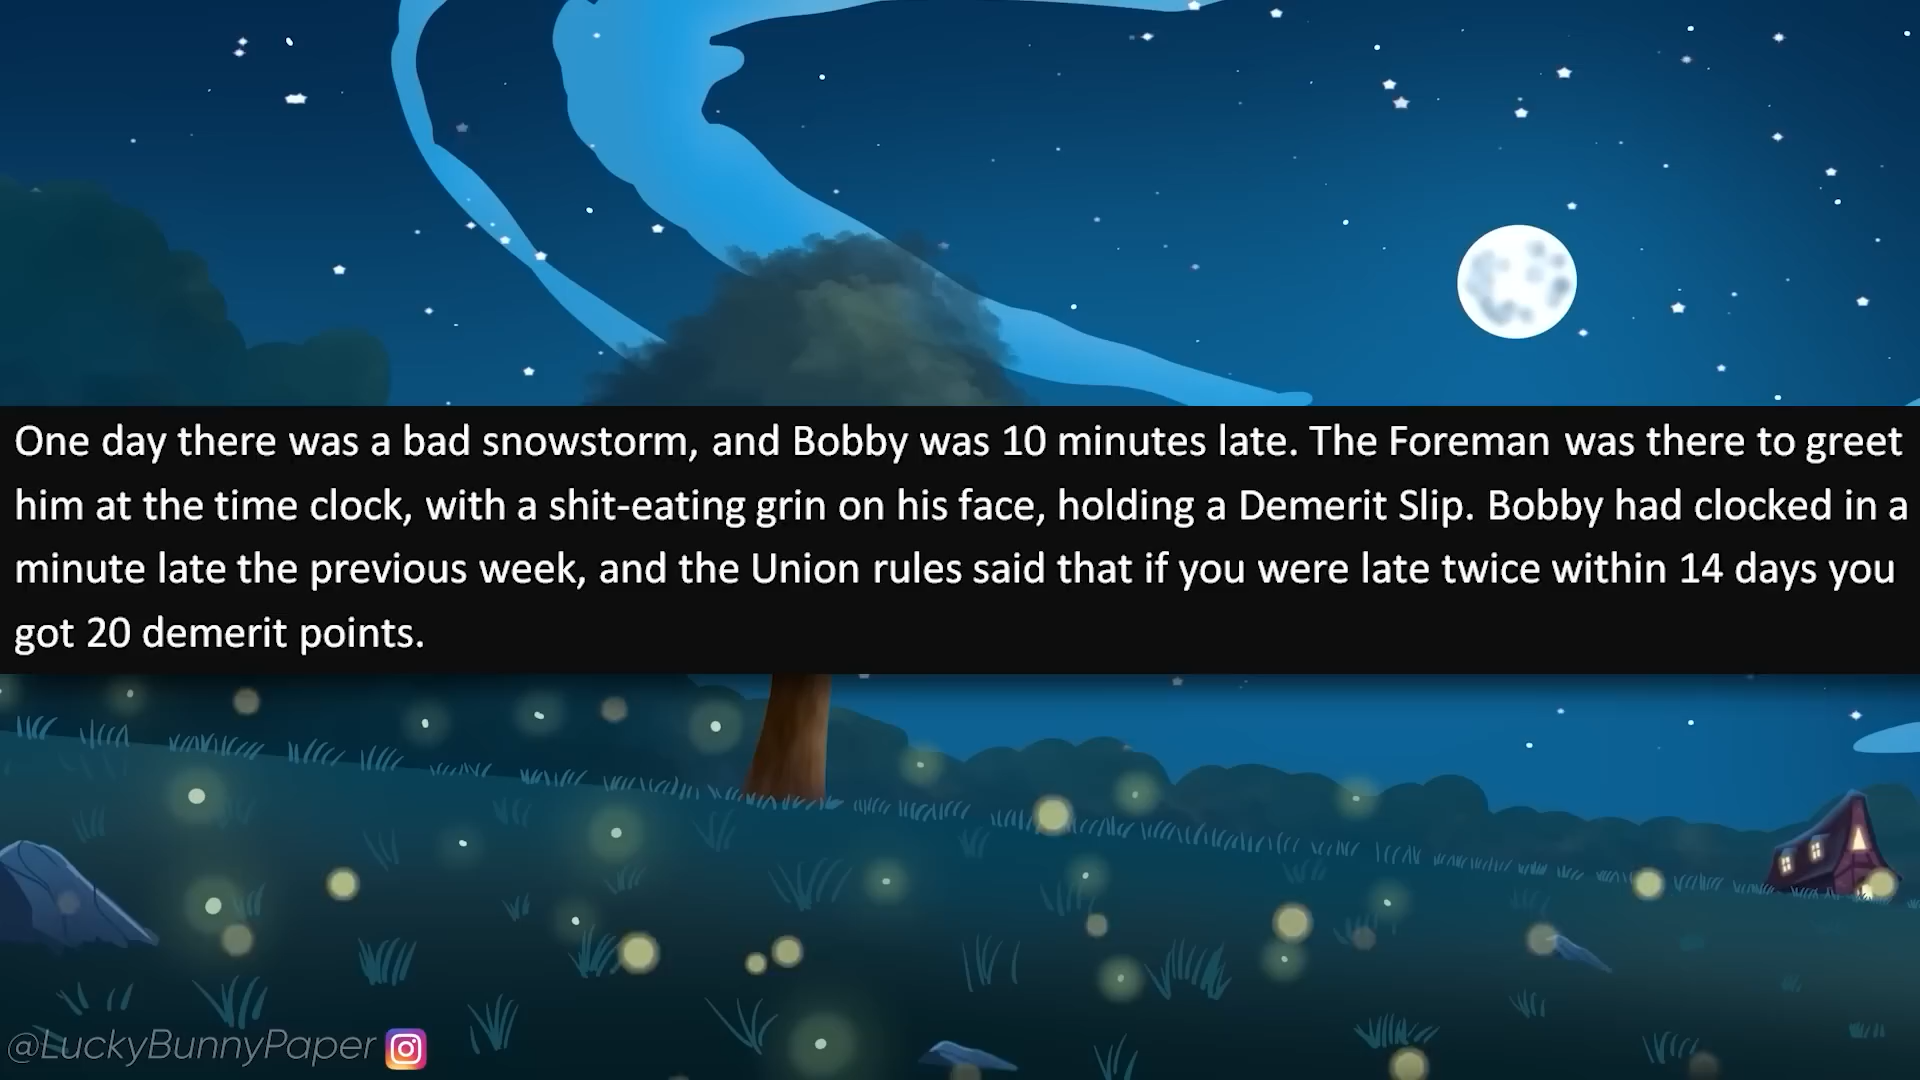 One day there was a bad snowstorm, and Bobby was 10 minutes late. The Foreman was there to greet
him at the time clock, with a shit-eating grin on his face, holding a Demerit Slip. Bobby had clocked in a
minute late the previous week, and the Union rules said that if you were late twice within 14 days you
got 20 demerit points.
@LuckyBunnyPaper